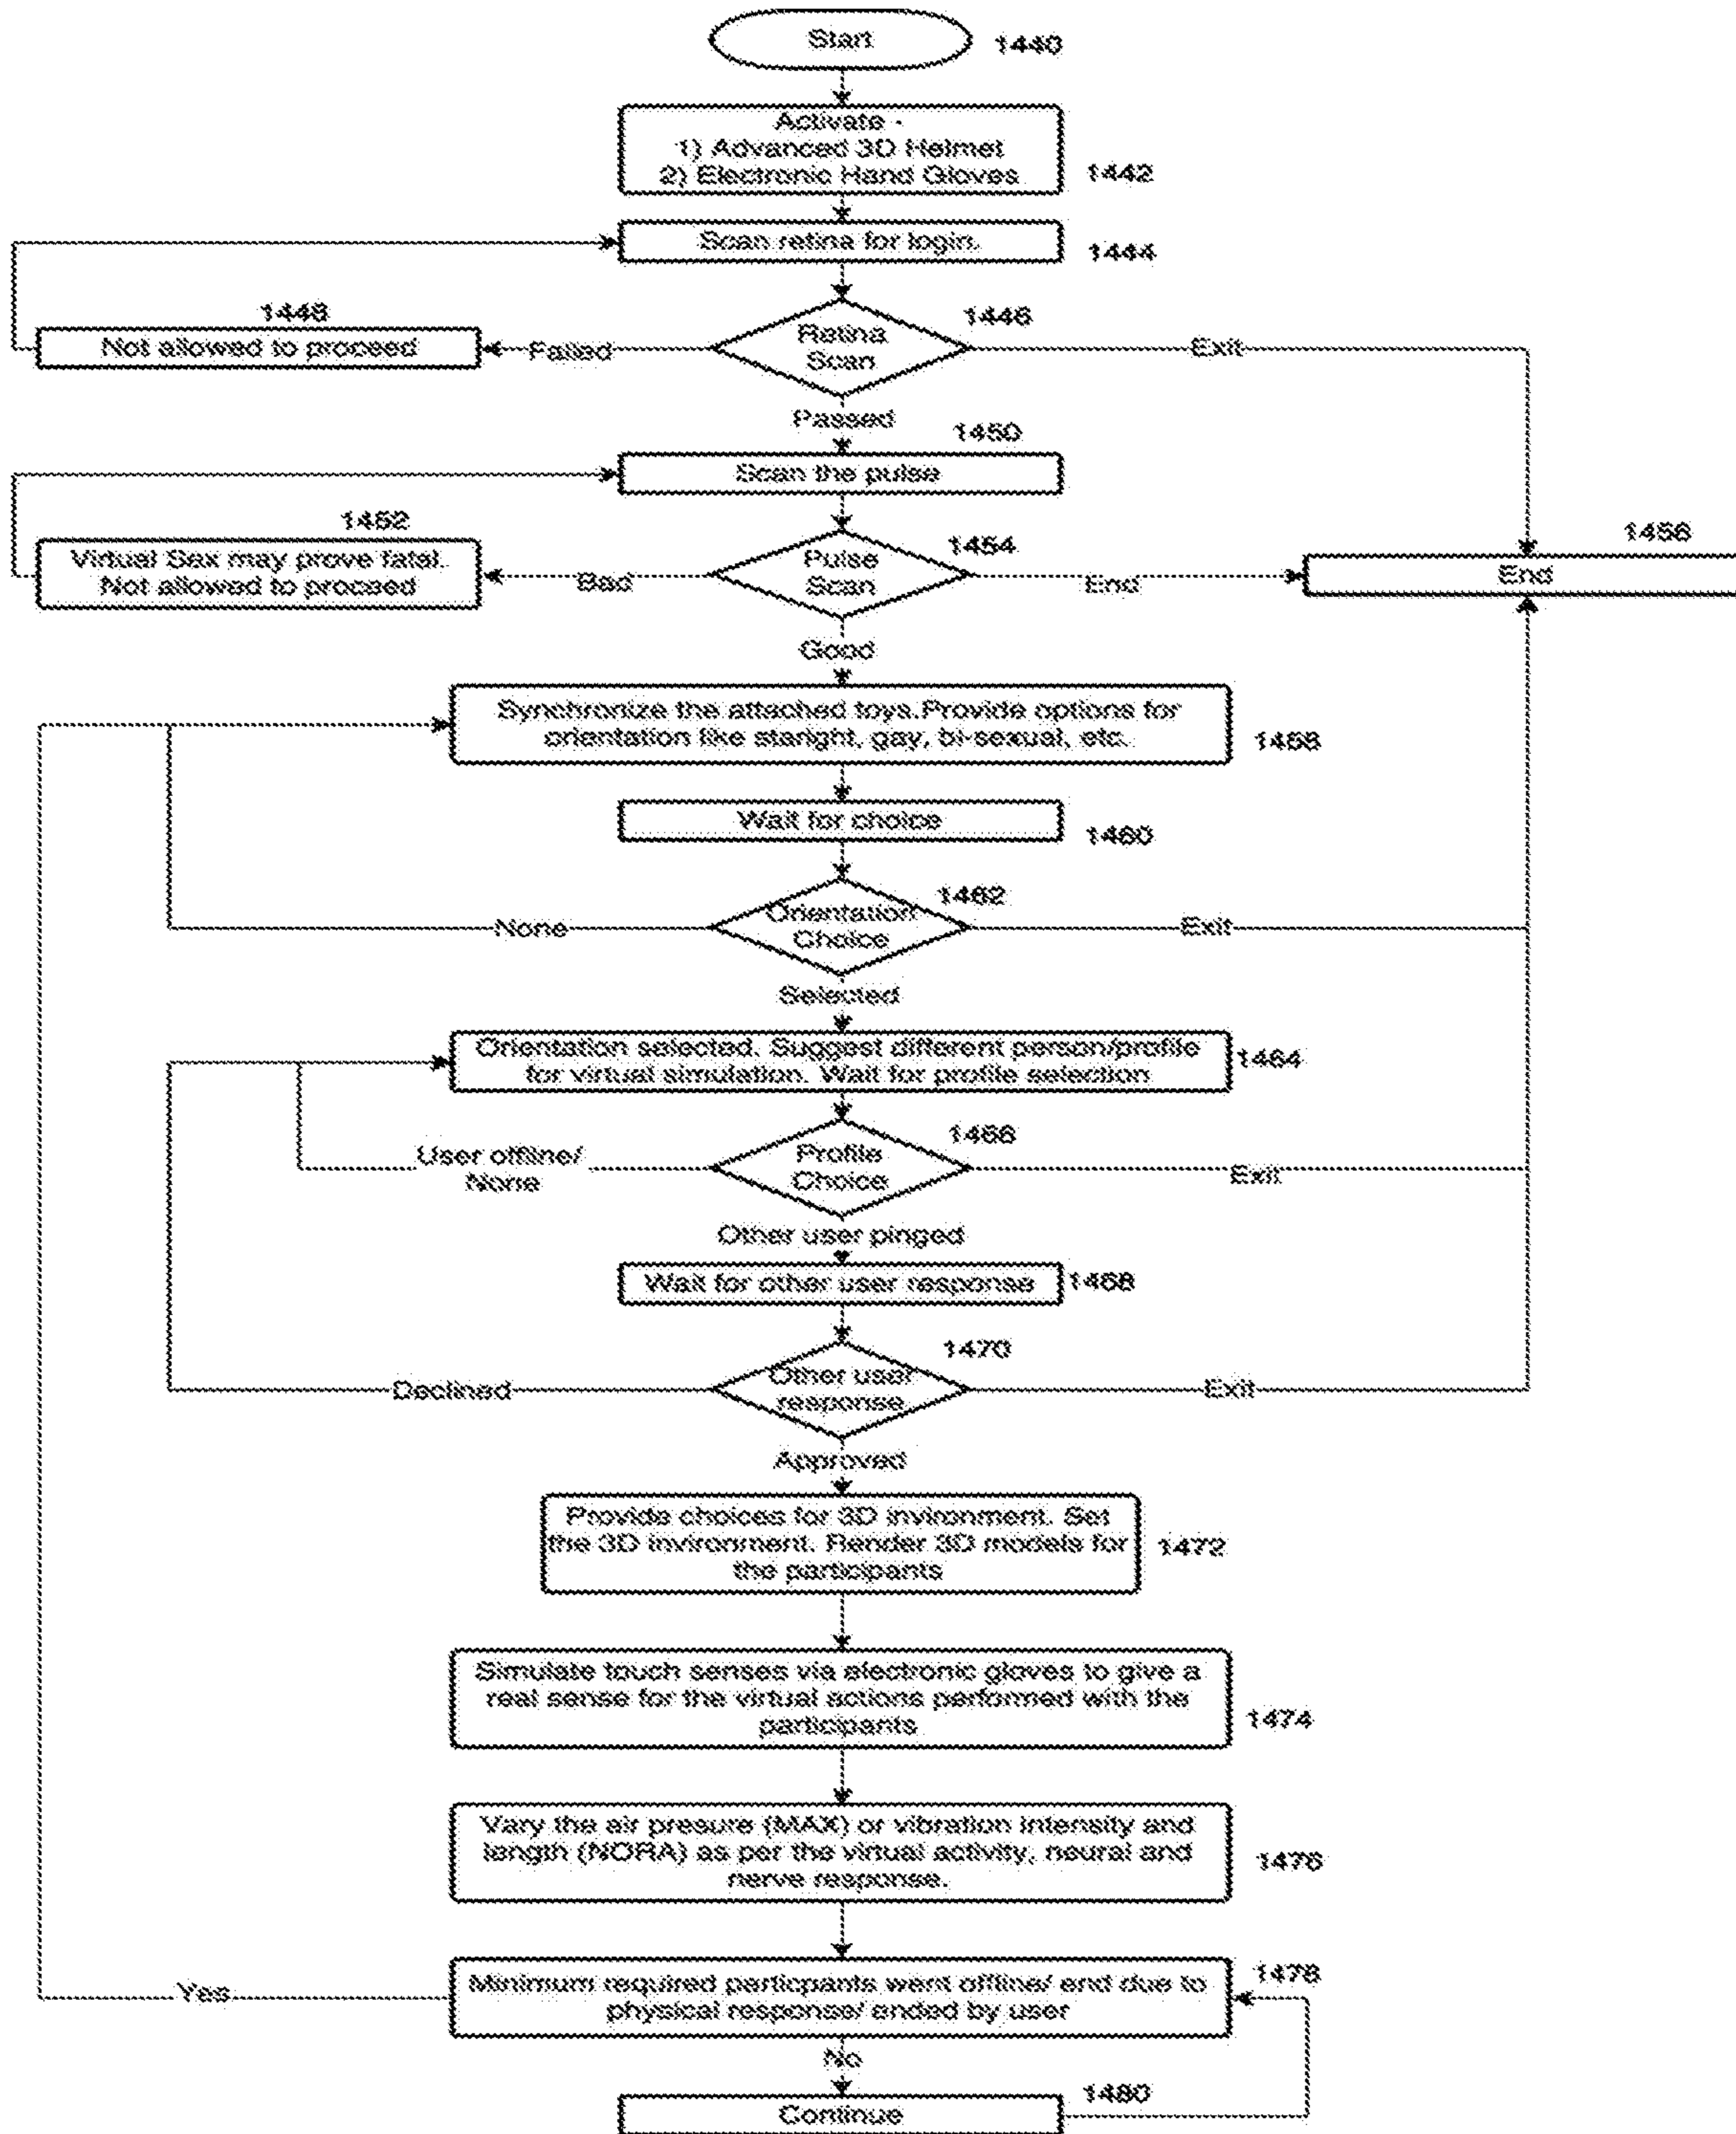 Start
1440
Activate -
1) Advanced 3D Helmet
2) Electronic Hand Gloves
1442
Scan retina for login.
1444
1448
Not allowed to proceed
Failed
Retina
Scan
1446
Exit
Passed
1450
Scan the pulse
1452
Virtual Sex may prove fatal.
Not allowed to proceed
Bad
Pulse
Scan
1454
End
1456
End
Good
Synchronize the attached toys.Provide options for
orientation like staright, gay, bi-sexual, etc.
1458
Wait for choice
1460
None
Orientation
Choice
1462
Exit
Selected
Orientation selected. Suggest different person/profile
for virtual simulation. Wait for profile selection
1464
User offline/
None
Profile
Choice
1466
Exit
Other user pinged
Wait for other user response
1468
Declined
Other user
response
1470
Exit
Approved
Provide choices for 3D invironment. Set
the 3D invironment. Render 3D models for
the participants
1472
Simulate touch senses via electronic gloves to give a
real sense for the virtual actions performed with the
participants
1474
Vary the air presure (MAX) or vibration intensity and
length (NORA) as per the virtual activity, neural and
nerve response.
1476
Yes
Minimum required particpants went offline/ end due to
physical response/ ended by user
1478
No
Continue
1480